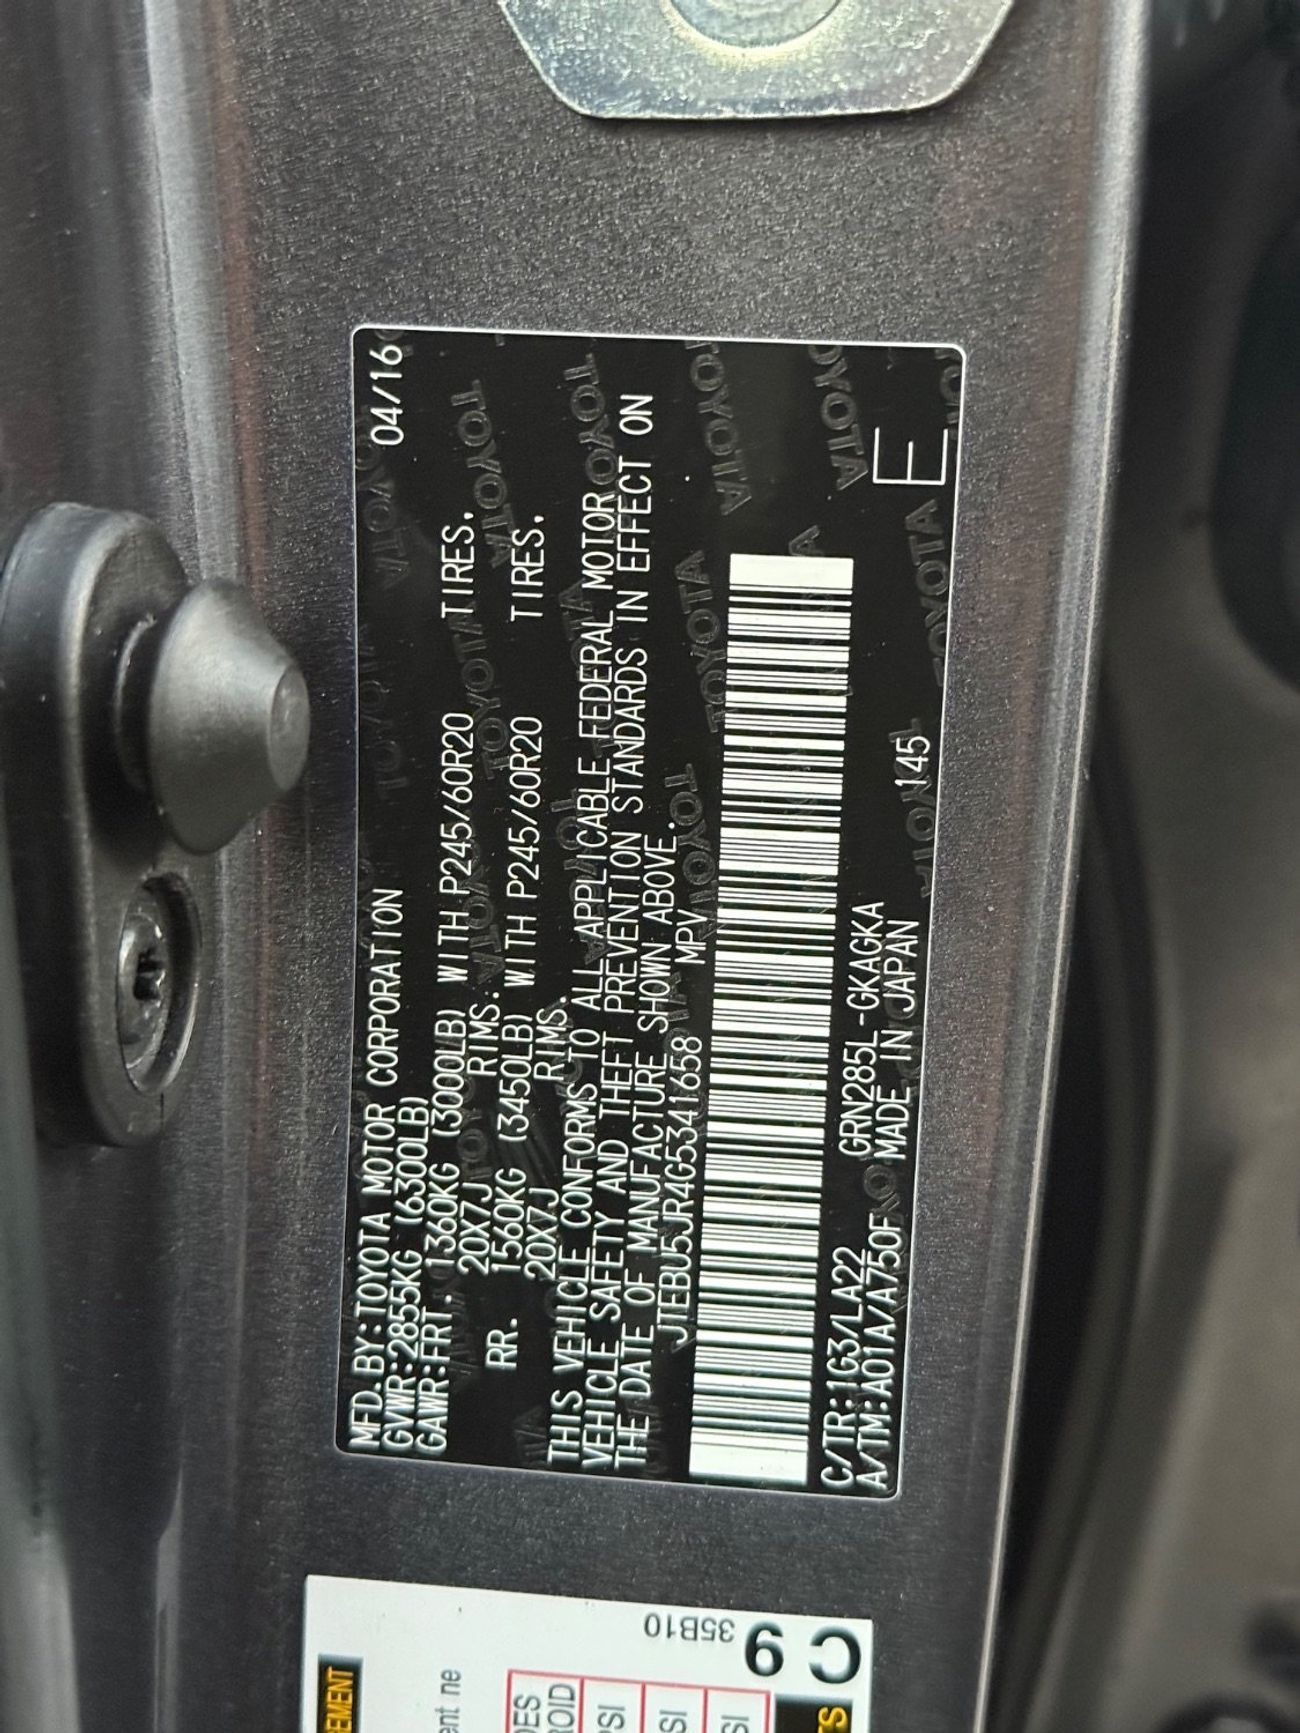 MFD.BY:TOYOTA MOTOR CORPORATION 04/16
GVWR:2855KG (6300LB)
GAWR:FRT. 1360KG (3000LB) WITH P245/60R20 TIRES.
20X7J RIMS.
RR. 1560KG (3450LB) WITH P245/60R20 TIRES.
20X7J RIMS.
THIS VEHICLE CONFORMS TO ALL APPLICABLE FEDERAL MOTOR
VEHICLE SAFETY AND THEFT PREVENTION STANDARDS IN EFFECT ON
THE DATE OF MANUFACTURE SHOWN ABOVE.
JTEBU5JR4G5341658 MPV
C/TR:1G3/LA22 GRN285L-GKAGKA
A/TM:A01A/A750F MADE IN JAPAN 145
E
C9
35B10